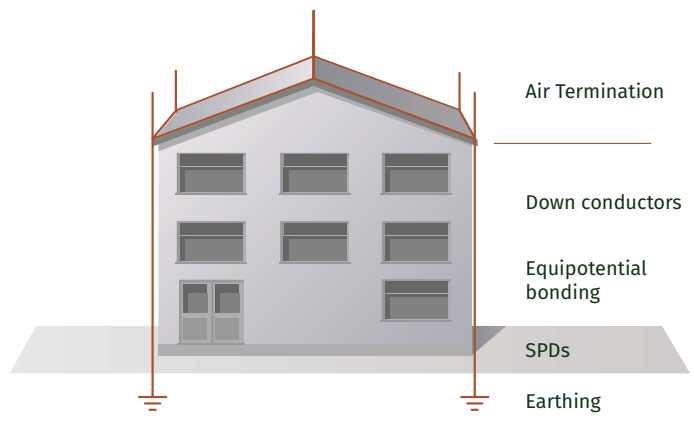 Air Termination
Down conductors
Equipotential
bonding
SPDs
Earthing